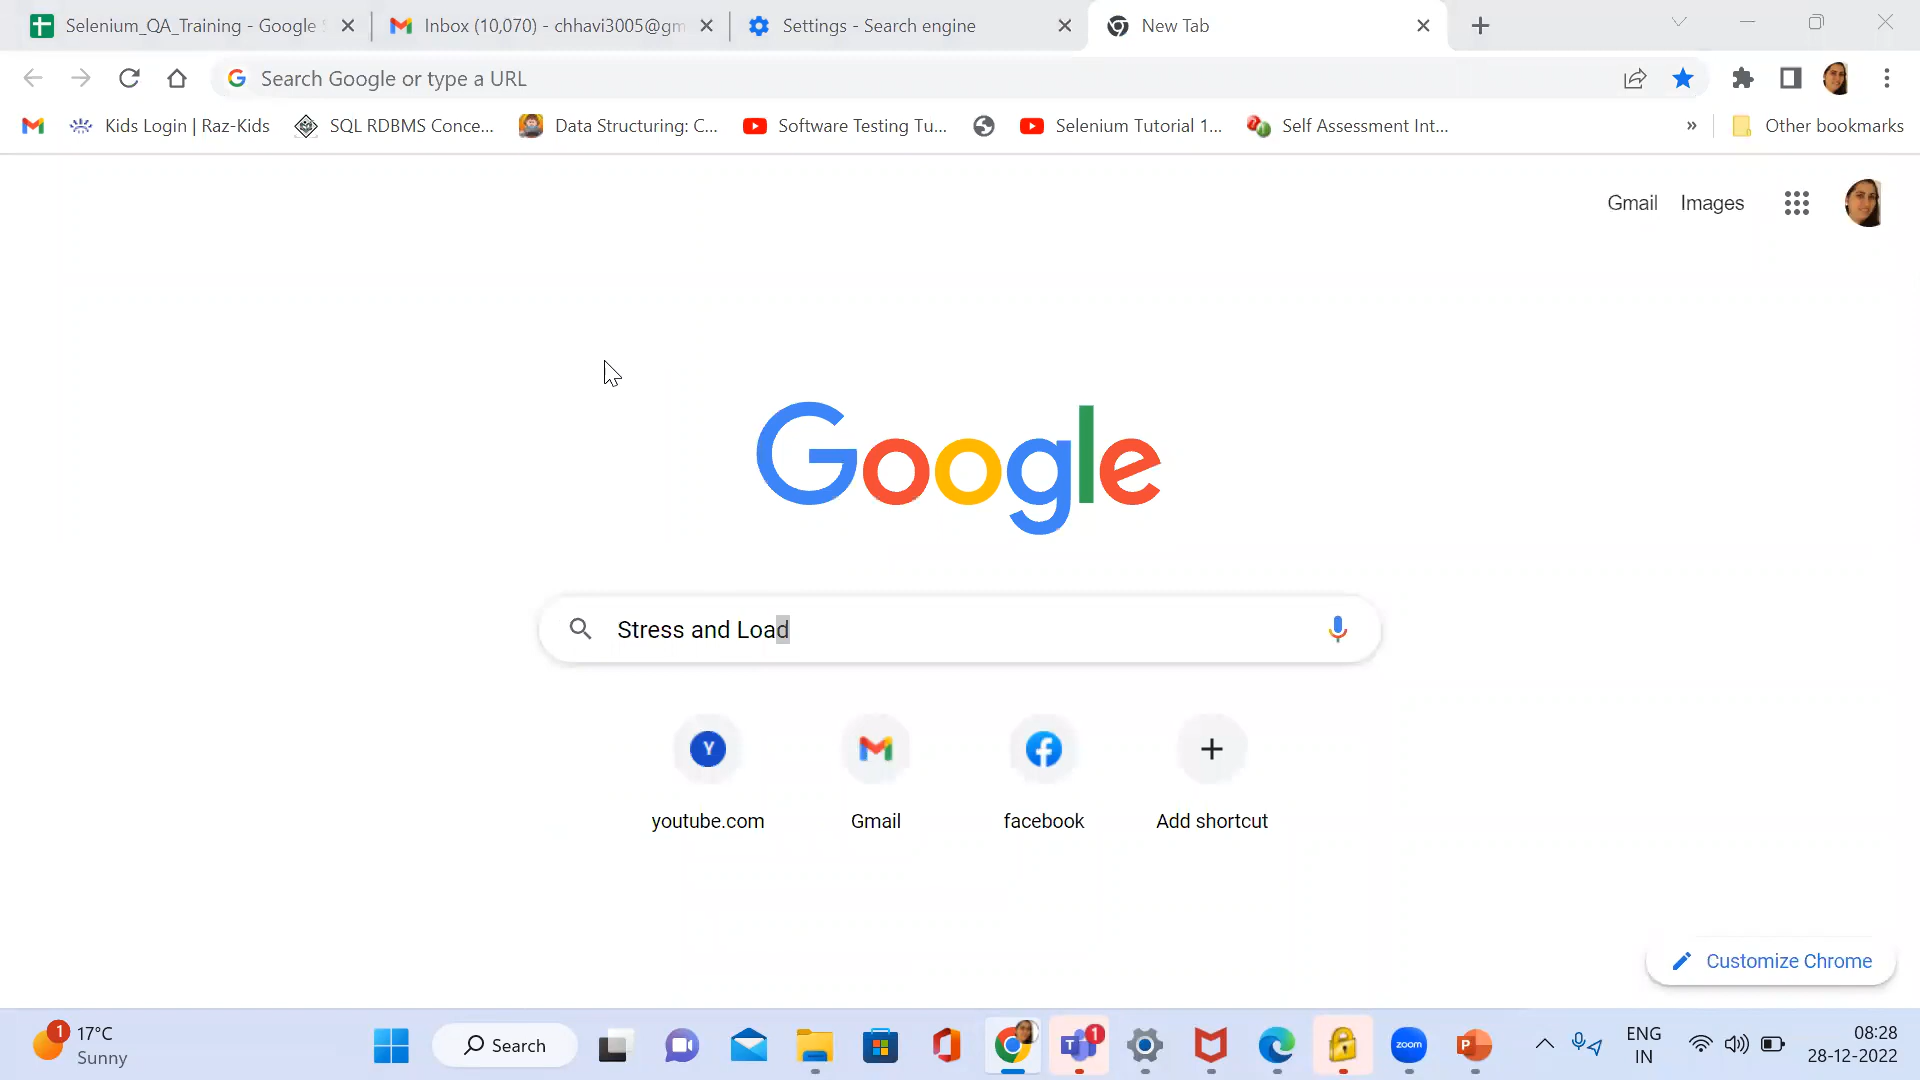 Selenium_QA_Training - Google S
Inbox (10,070) - chhavi3005@gm
Settings - Search engine
New Tab
Search Google or type a URL
Kids Login | Raz-Kids
SQL RDBMS Conce...
Data Structuring: C...
Software Testing Tu...
Selenium Tutorial 1...
Self Assessment Int...
»
Other bookmarks
Gmail
Images
Google
Stress and Load
Y
youtube.com
Gmail
facebook
Add shortcut
Customize Chrome
1
17°C
Sunny
Search
1
zoom
ENG
IN
08:28
28-12-2022